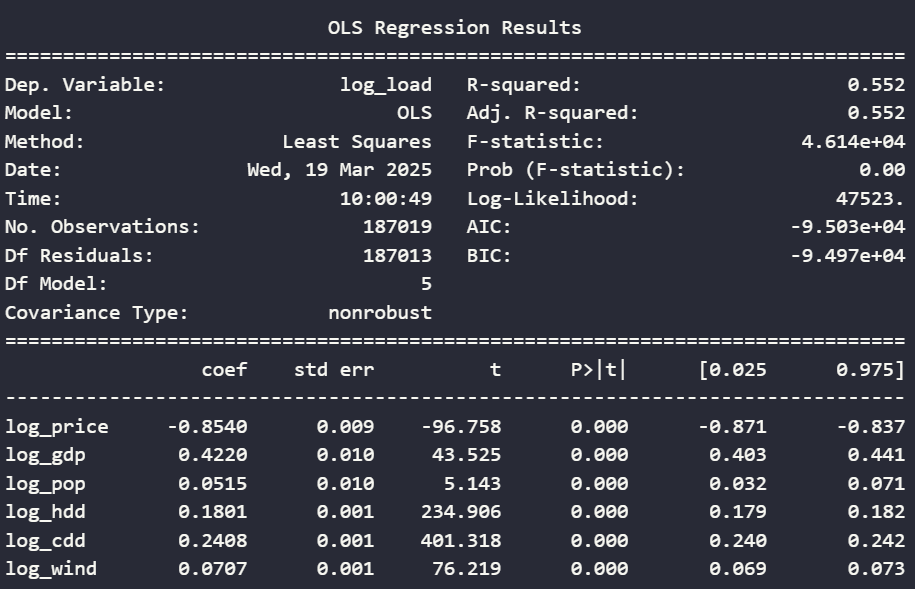 OLS Regression Results
==============================================================================
Dep. Variable:               log_load   R-squared:                       0.552
Model:                            OLS   Adj. R-squared:                  0.552
Method:                 Least Squares   F-statistic:                 4.614e+04
Date:                Wed, 19 Mar 2025   Prob (F-statistic):               0.00
Time:                        10:00:49   Log-Likelihood:                 47523.
No. Observations:              187019   AIC:                        -9.503e+04
Df Residuals:                  187013   BIC:                        -9.497e+04
Df Model:                           5
Covariance Type:            nonrobust
==============================================================================
                 coef    std err          t      P>|t|      [0.025      0.975]
------------------------------------------------------------------------------
log_price     -0.8540      0.009    -96.758      0.000      -0.871      -0.837
log_gdp        0.4220      0.010     43.525      0.000       0.403       0.441
log_pop        0.0515      0.010      5.143      0.000       0.032       0.071
log_hdd        0.1801      0.001    234.906      0.000       0.179       0.182
log_cdd        0.2408      0.001    401.318      0.000       0.240       0.242
log_wind       0.0707      0.001     76.219      0.000       0.069       0.073